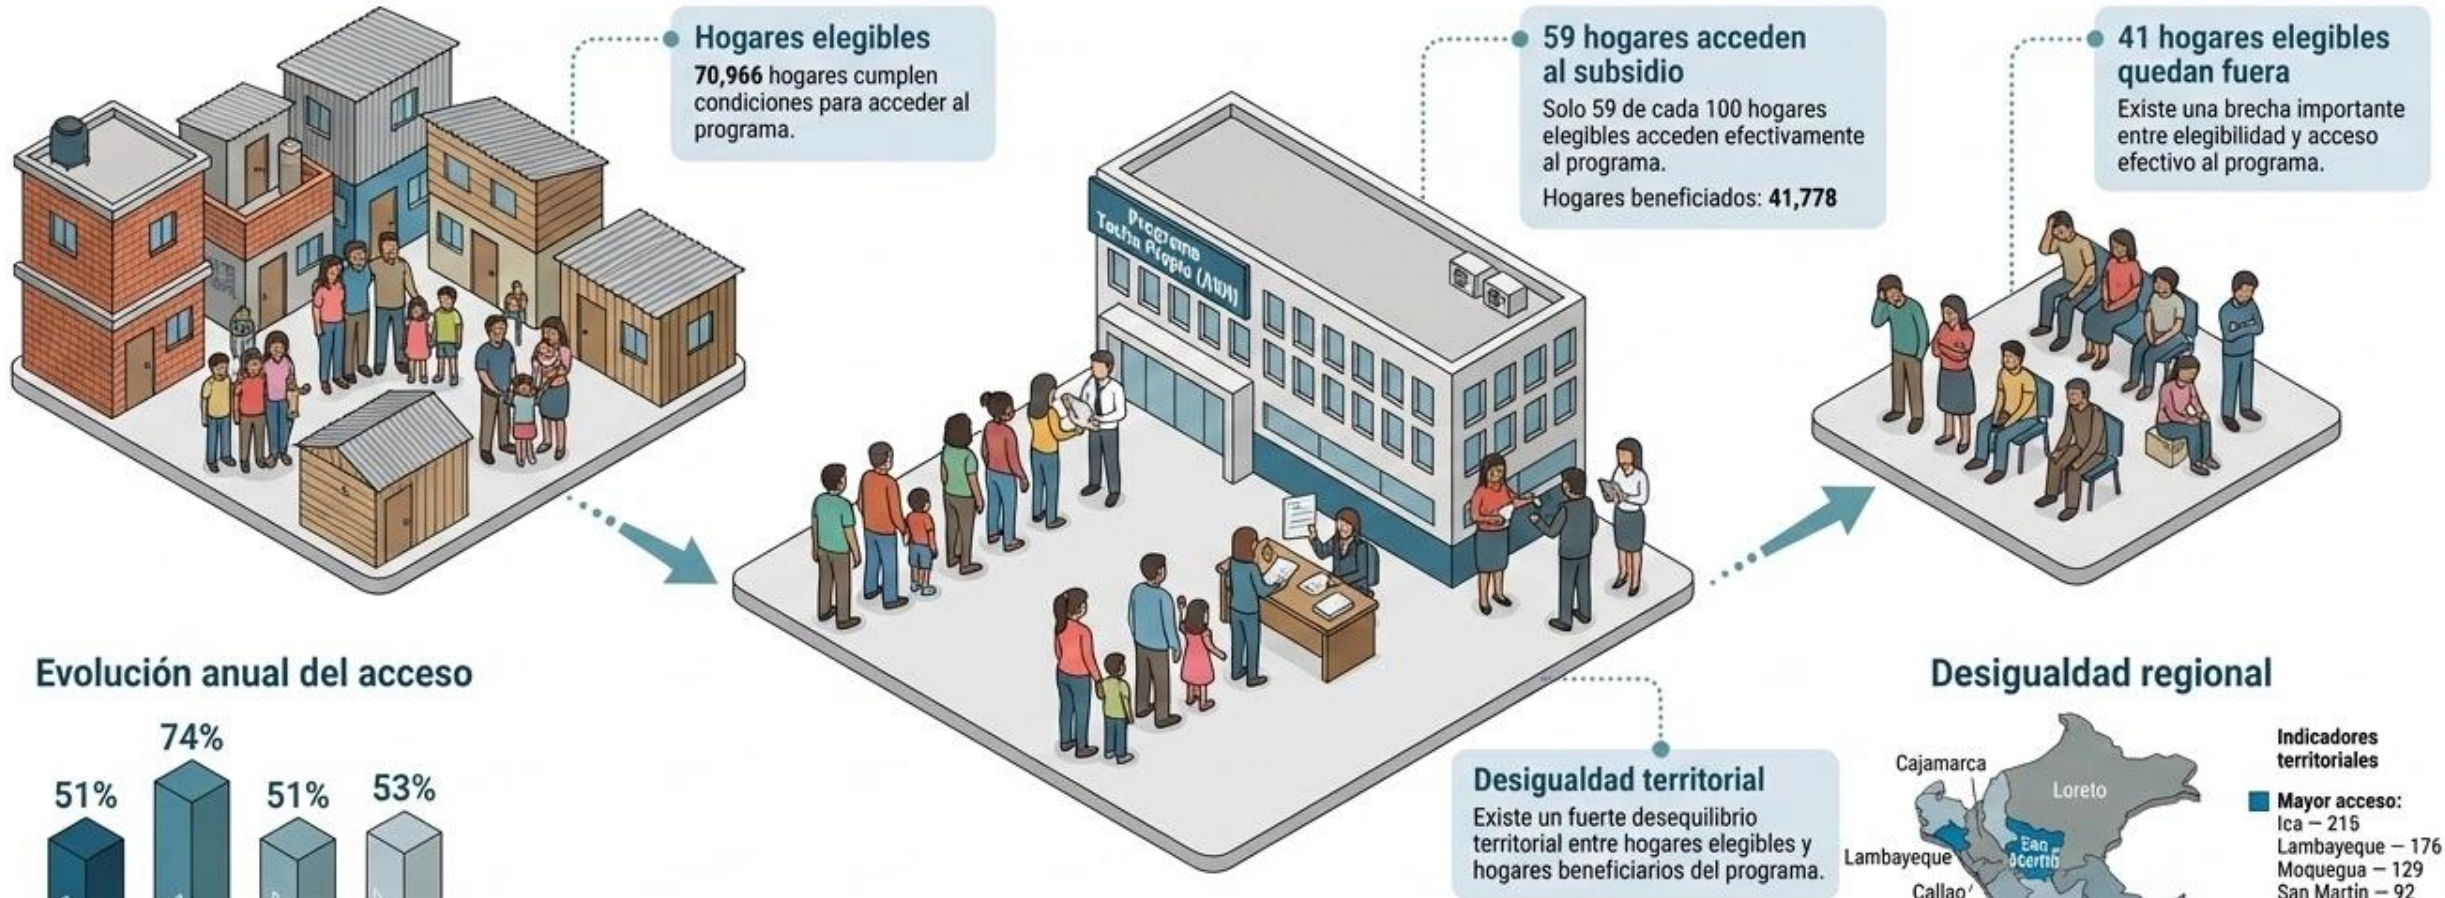 Hogares elegibles
70,966 hogares cumplen
condiciones para acceder al
programa.
59 hogares acceden
al subsidio
Solo 59 de cada 100 hogares
elegibles acceden efectivamente
al programa.
Hogares beneficiados: 41,778
41 hogares elegibles
quedan fuera
Existe una brecha importante
entre elegibilidad y acceso
efectivo al programa.
Programa
Evolución anual del acceso
51%
74%
51%
53%
Desigualdad territorial
Existe un fuerte desequilibrio
territorial entre hogares elegibles y
hogares beneficiarios del programa.
Desigualdad regional
Cajamarca
Loreto
Lambayeque
Callao
Indicadores
territoriales
Mayor acceso:
Ica – 215
Lambayeque – 176
Moquegua – 129
San Martin – 92